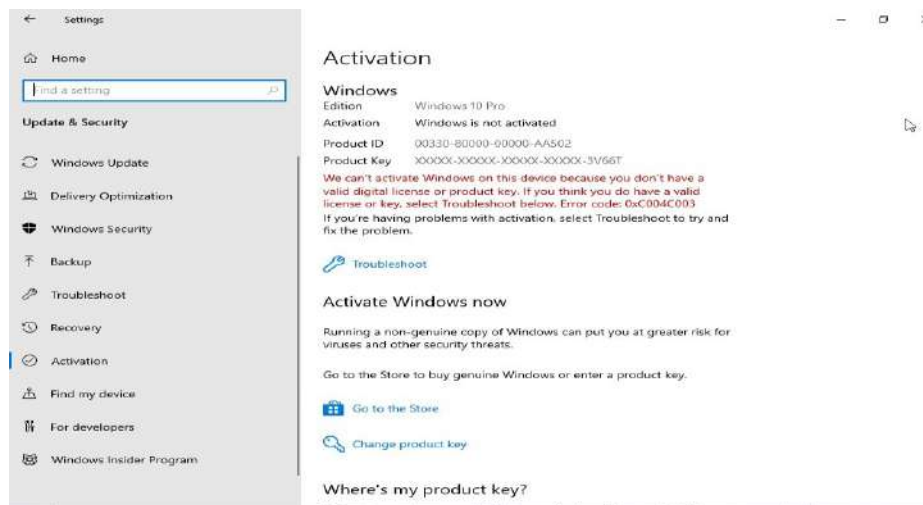 Settings
Home
Find a setting
Update & Security
Windows Update
Delivery Optimization
Windows Security
Backup
Troubleshoot
Recovery
Activation
Find my device
For developers
Windows Insider Program
Activation
Windows
Edition Windows 10 Pro
Activation Windows is not activated
Product ID 00330-80000-00000-AA502
Product Key XXXXX-XXXXX-XXXXX-XXXXX-3V66T
We can't activate Windows on this device because you don't have a
valid digital license or product key. If you think you do have a valid
license or key, select Troubleshoot below. Error code: 0xC004C003
If you're having problems with activation, select Troubleshoot to try and
fix the problem.
Troubleshoot
Activate Windows now
Running a non-genuine copy of Windows can put you at greater risk for
viruses and other security threats.
Go to the Store to buy genuine Windows or enter a product key.
Go to the Store
Change product key
Where's my product key?